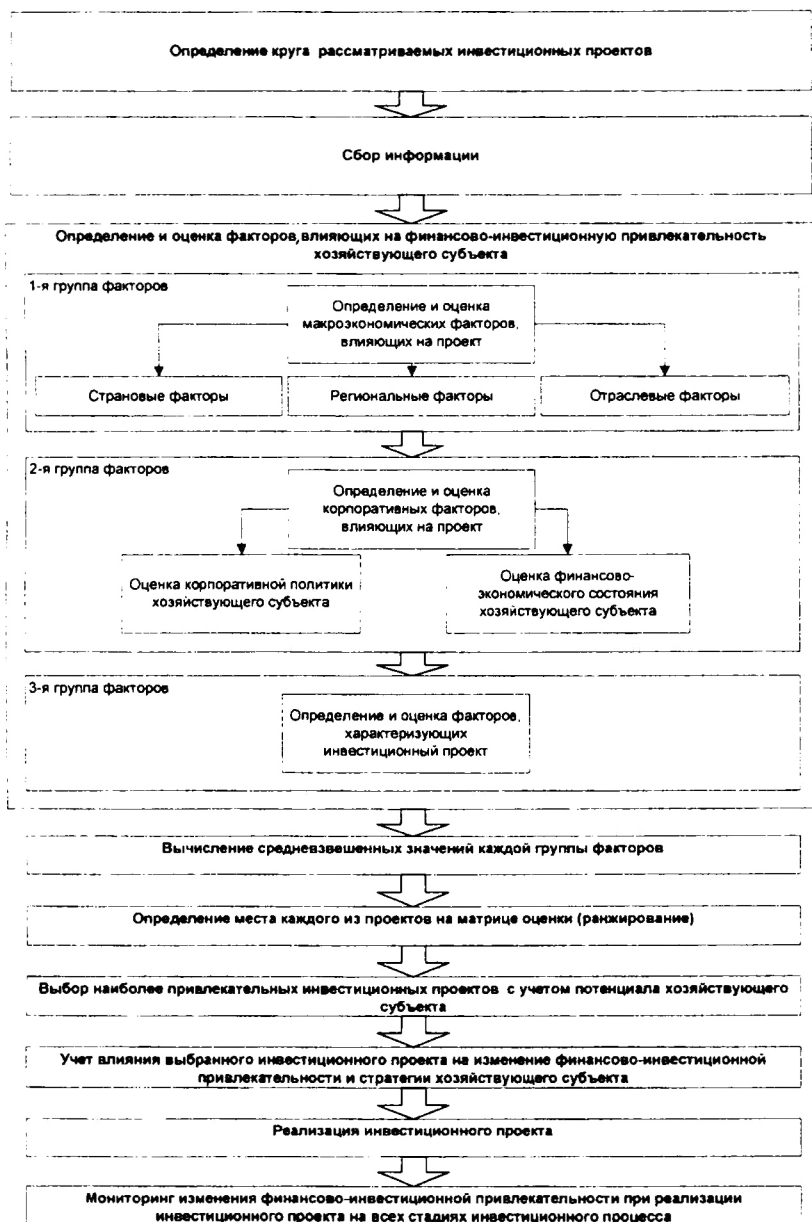 Определение круга рассматриваемых инвестиционных проектов
Сбор информации
Определение и оценка факторов, влияющих на финансово-инвестиционную привлекательность
хозяйствующего субъекта
1-я группа факторов
Определение и оценка
макроэкономических факторов,
влияющих на проект
Страновые факторы
Региональные факторы
Отраслевые факторы
2-я группа факторов
Определение и оценка
корпоративных факторов,
влияющих на проект
Оценка корпоративной политики
хозяйствующего субъекта
Оценка финансово-
экономического состояния
хозяйствующего субъекта
3-я группа факторов
Определение и оценка факторов,
характеризующих
инвестиционный проект
Вычисление средневзвешенных значений каждой группы факторов
Определение места каждого из проектов на матрице оценки (ранжирование)
Выбор наиболее привлекательных инвестиционных проектов с учетом потенциала хозяйствующего
субъекта
Учет влияния выбранного инвестиционного проекта на изменение финансово-инвестиционной
привлекательности и стратегии хозяйствующего субъекта
Реализация инвестиционного проекта
Мониторинг изменения финансово-инвестиционной привлекательности при реализации
инвестиционного проекта на всех стадиях инвестиционного процесса